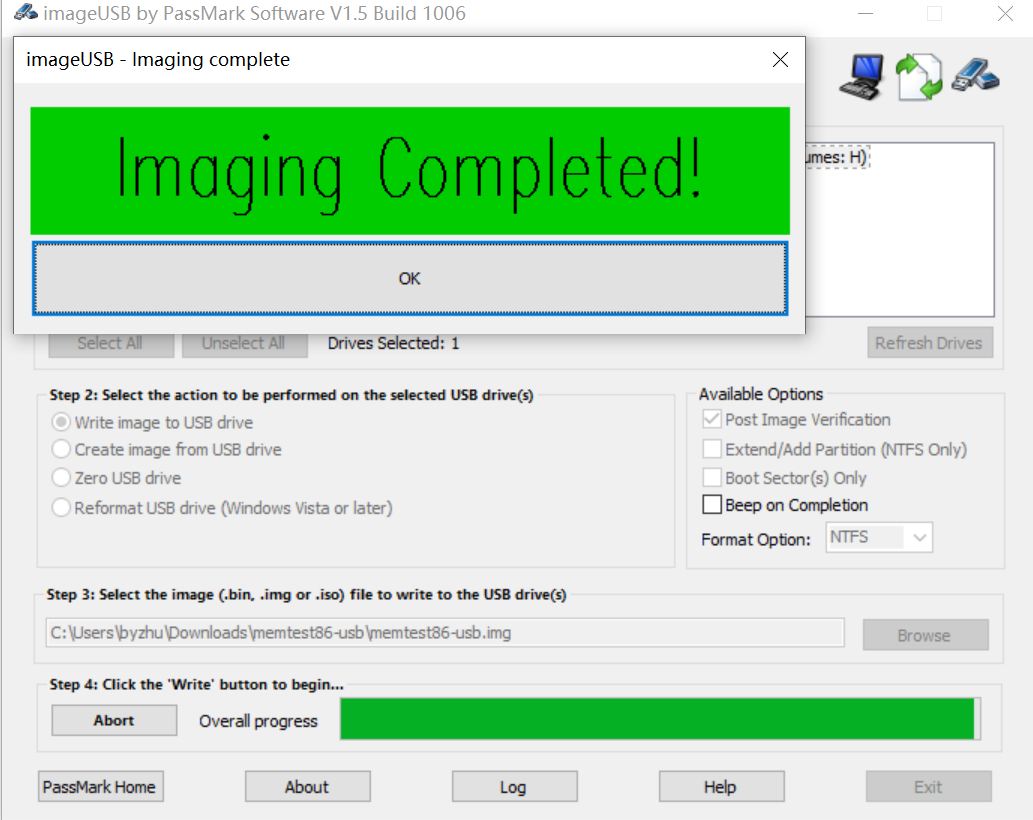 imageUSB by PassMark Software V1.5 Build 1006
imageUSB - Imaging complete
Imaging Completed!
OK
H)
Select All
Unselect All
Drives Selected: 1
Refresh Drives
Step 2: Select the action to be performed on the selected USB drive(s)
Write image to USB drive
Create image from USB drive
Zero USB drive
Reformat USB drive (Windows Vista or later)
Available Options
Post Image Verification
Extend/Add Partition (NTFS Only)
Boot Sector(s) Only
Beep on Completion
Format Option: NTFS
Step 3: Select the image (.bin, .img or .iso) file to write to the USB drive(s)
C:\Users\byzhu\Downloads\memtest86-usb\memtest86-usb.img
Browse
Step 4: Click the 'Write' button to begin...
Abort
Overall progress
PassMark Home
About
Log
Help
Exit